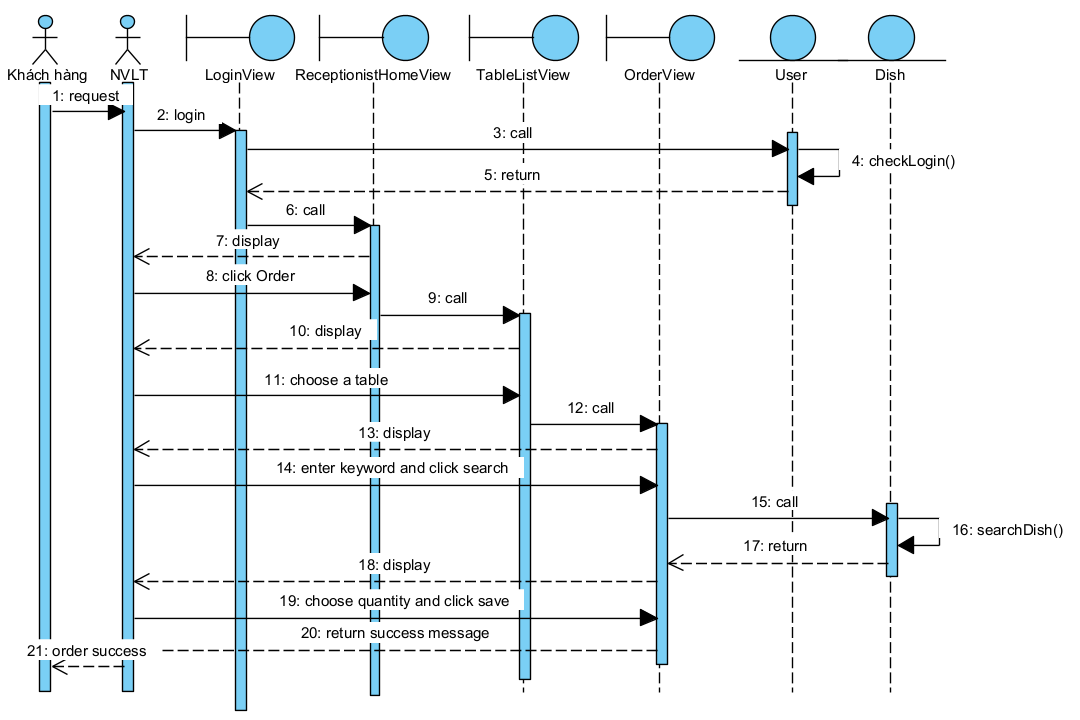 Khách hàng
NVLT
LoginView
ReceptionistHomeView
TableListView
OrderView
User
Dish
1: request
2: login
3: call
4: checkLogin()
5: return
6: call
7: display
8: click Order
9: call
10: display
11: choose a table
12: call
13: display
14: enter keyword and click search
15: call
16: searchDish()
17: return
18: display
19: choose quantity and click save
20: return success message
21: order success